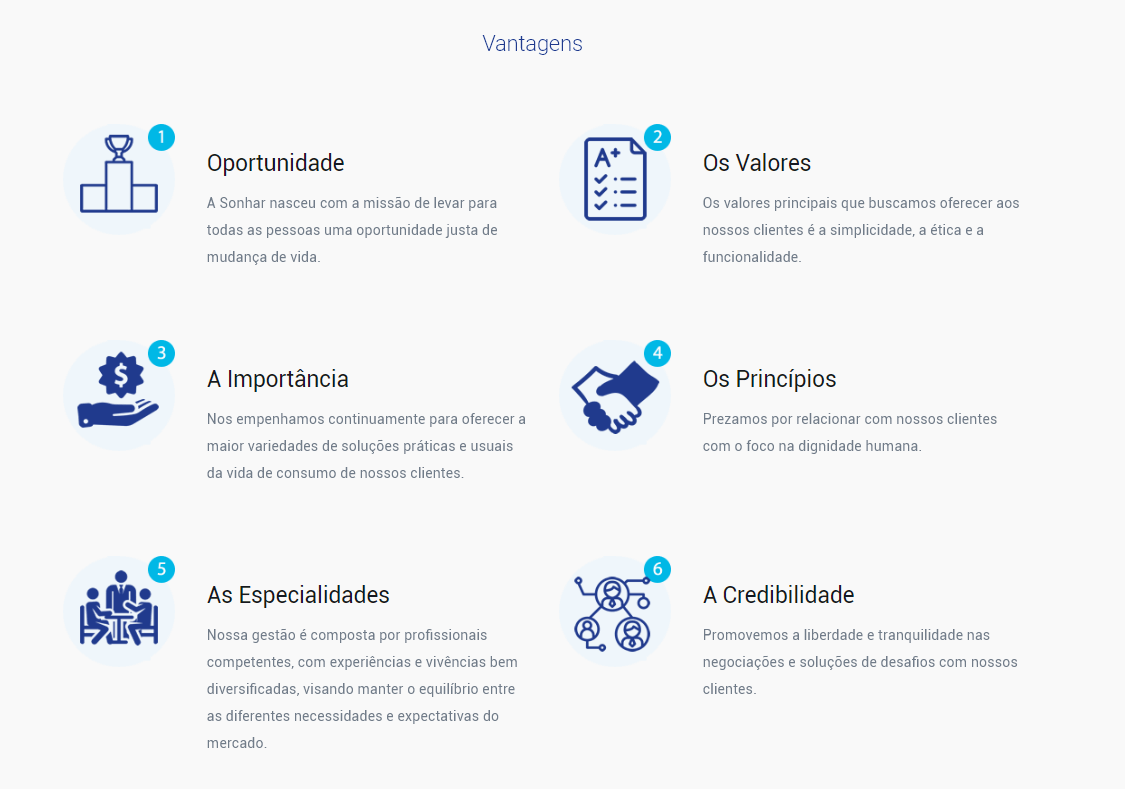 Vantagens
1
Oportunidade
A Sonhar nasceu com a missão de levar para
todas as pessoas uma oportunidade justa de
mudança de vida.
A+
2
Os Valores
Os valores principais que buscamos oferecer aos
nossos clientes é a simplicidade, a ética e a
funcionalidade.
$
3
A Importância
Nos empenhamos continuamente para oferecer a
maior variedades de soluções práticas e usuais
da vida de consumo de nossos clientes.
4
Os Princípios
Prezamos por relacionar com nossos clientes
com o foco na dignidade humana.
5
As Especialidades
Nossa gestão é composta por profissionais
competentes, com experiências e vivências bem
diversificadas, visando manter o equilíbrio entre
as diferentes necessidades e expectativas do
mercado.
6
A Credibilidade
Promovemos a liberdade e tranquilidade nas
negociações e soluções de desafios com nossos
clientes.